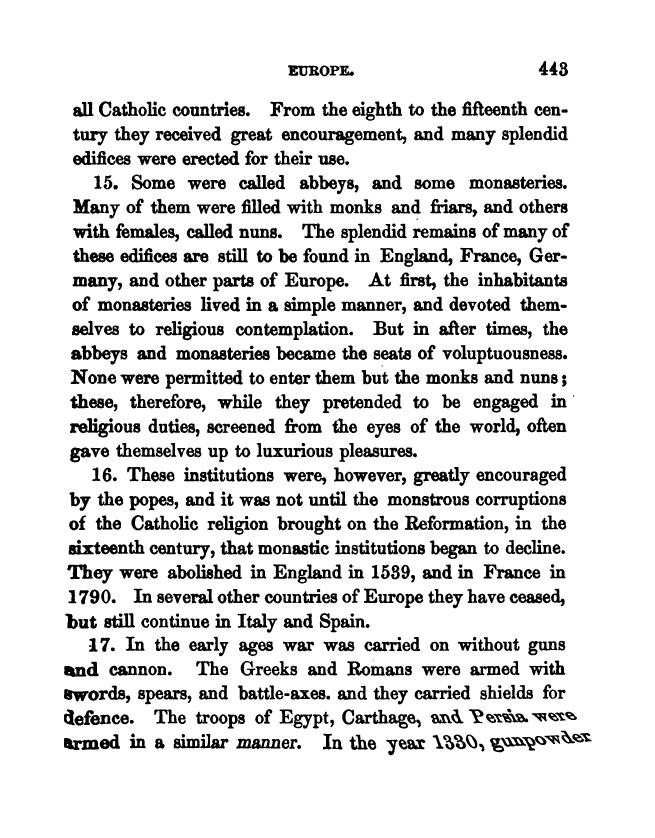 EUROPE. 443
all Catholic countries. From the eighth to the fifteenth cen-
tury they received great encouragement, and many splendid
edifices were erected for their use.
15. Some were called abbeys, and some monasteries.
Many of them were filled with monks and friars, and others
with females, called nuns. The splendid remains of many of
these edifices are still to be found in England, France, Ger-
many, and other parts of Europe. At first, the inhabitants
of monasteries lived in a simple manner, and devoted them-
selves to religious contemplation. But in after times, the
abbeys and monasteries became the seats of voluptuousness.
None were permitted to enter them but the monks and nuns;
these, therefore, while they pretended to be engaged in
religious duties, screened from the eyes of the world, often
gave themselves up to luxurious pleasures.
16. These institutions were, however, greatly encouraged
by the popes, and it was not until the monstrous corruptions
of the Catholic religion brought on the Reformation, in the
sixteenth century, that monastic institutions began to decline.
They were abolished in England in 1539, and in France in
1790. In several other countries of Europe they have ceased,
but still continue in Italy and Spain.
17. In the early ages war was carried on without guns
and cannon. The Greeks and Romans were armed with
swords, spears, and battle-axes. and they carried shields for
defence. The troops of Egypt, Carthage, and Persia were
armed in a similar manner. In the year 1330, gunpowder